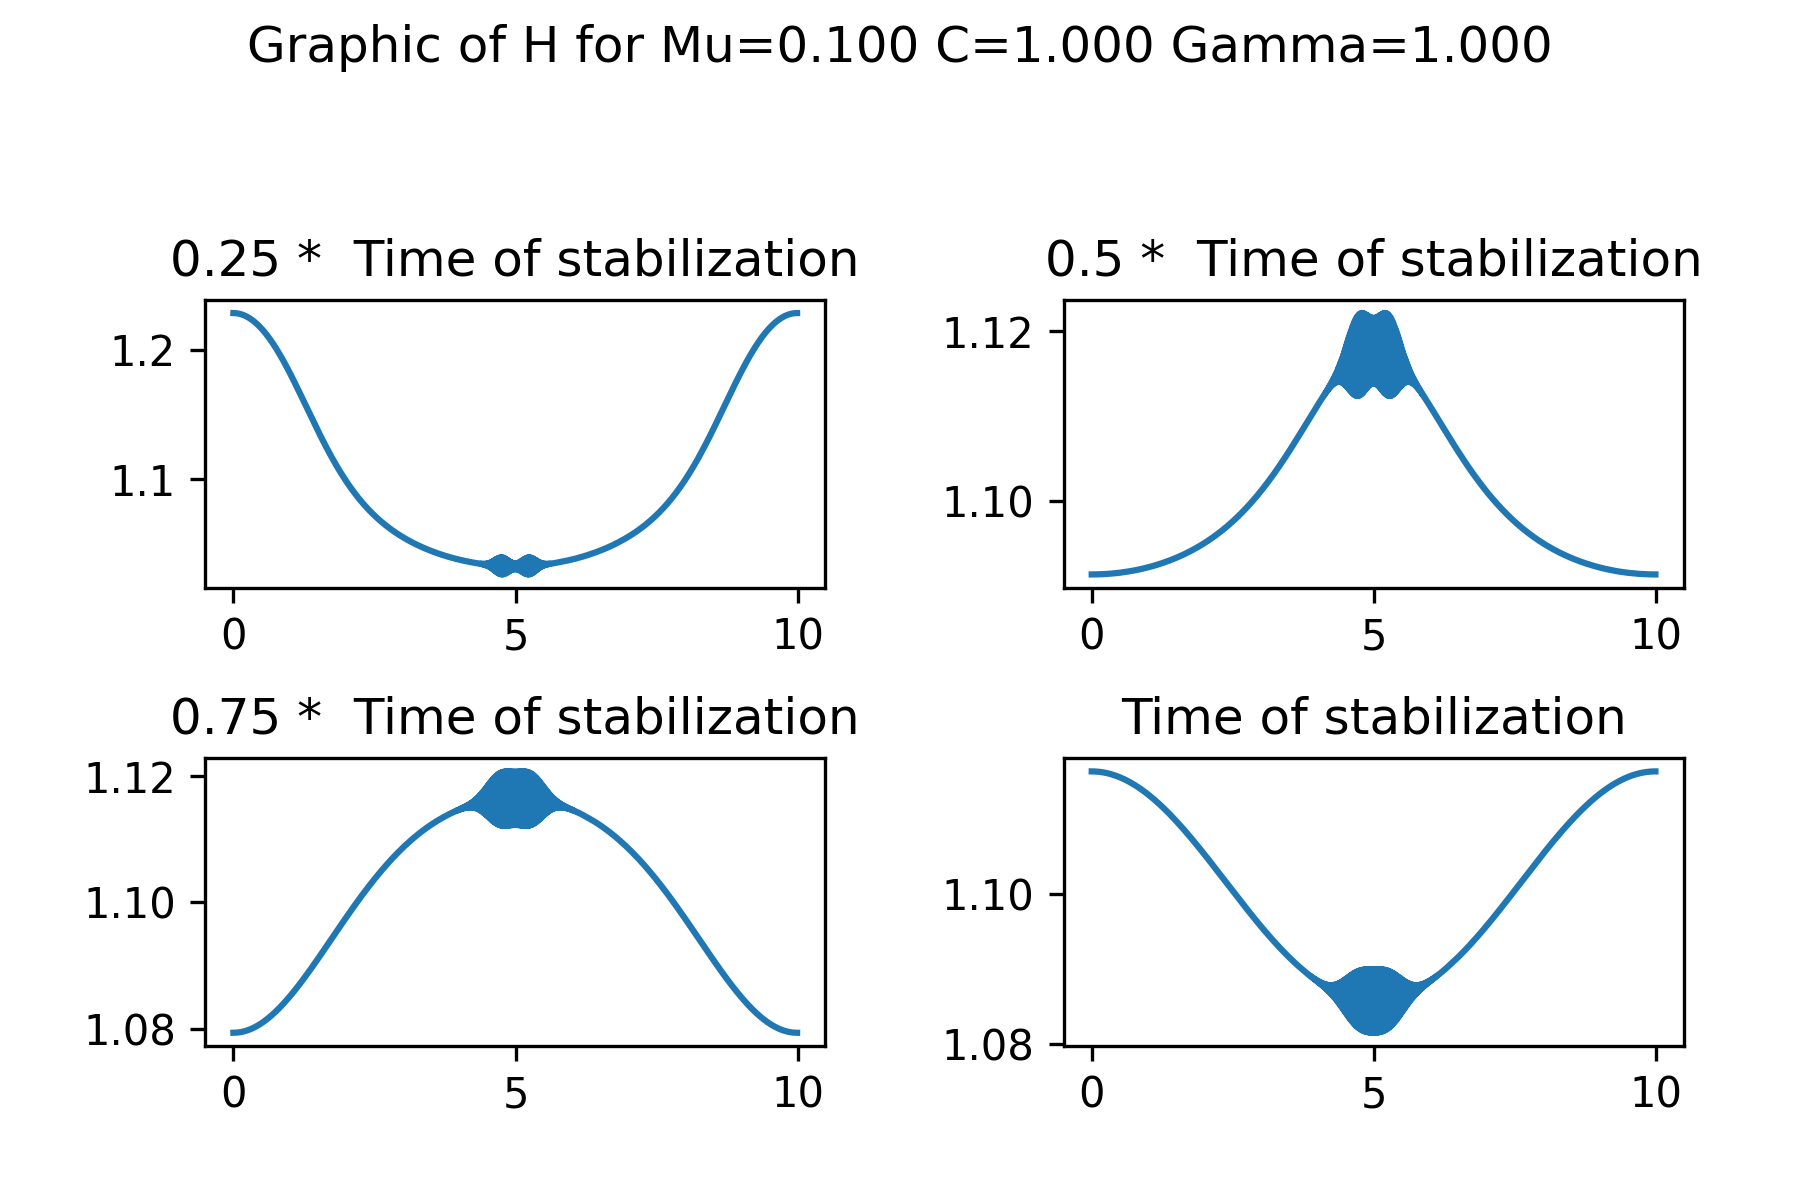 Graphic of H for Mu=0.100 C=1.000 Gamma=1.000
0.25 *  Time of stabilization
1.2
1.1
0 5 10
0.5 *  Time of stabilization
1.12
1.10
0 5 10
0.75 *  Time of stabilization
1.12
1.10
1.08
0 5 10
Time of stabilization
1.10
1.08
0 5 10